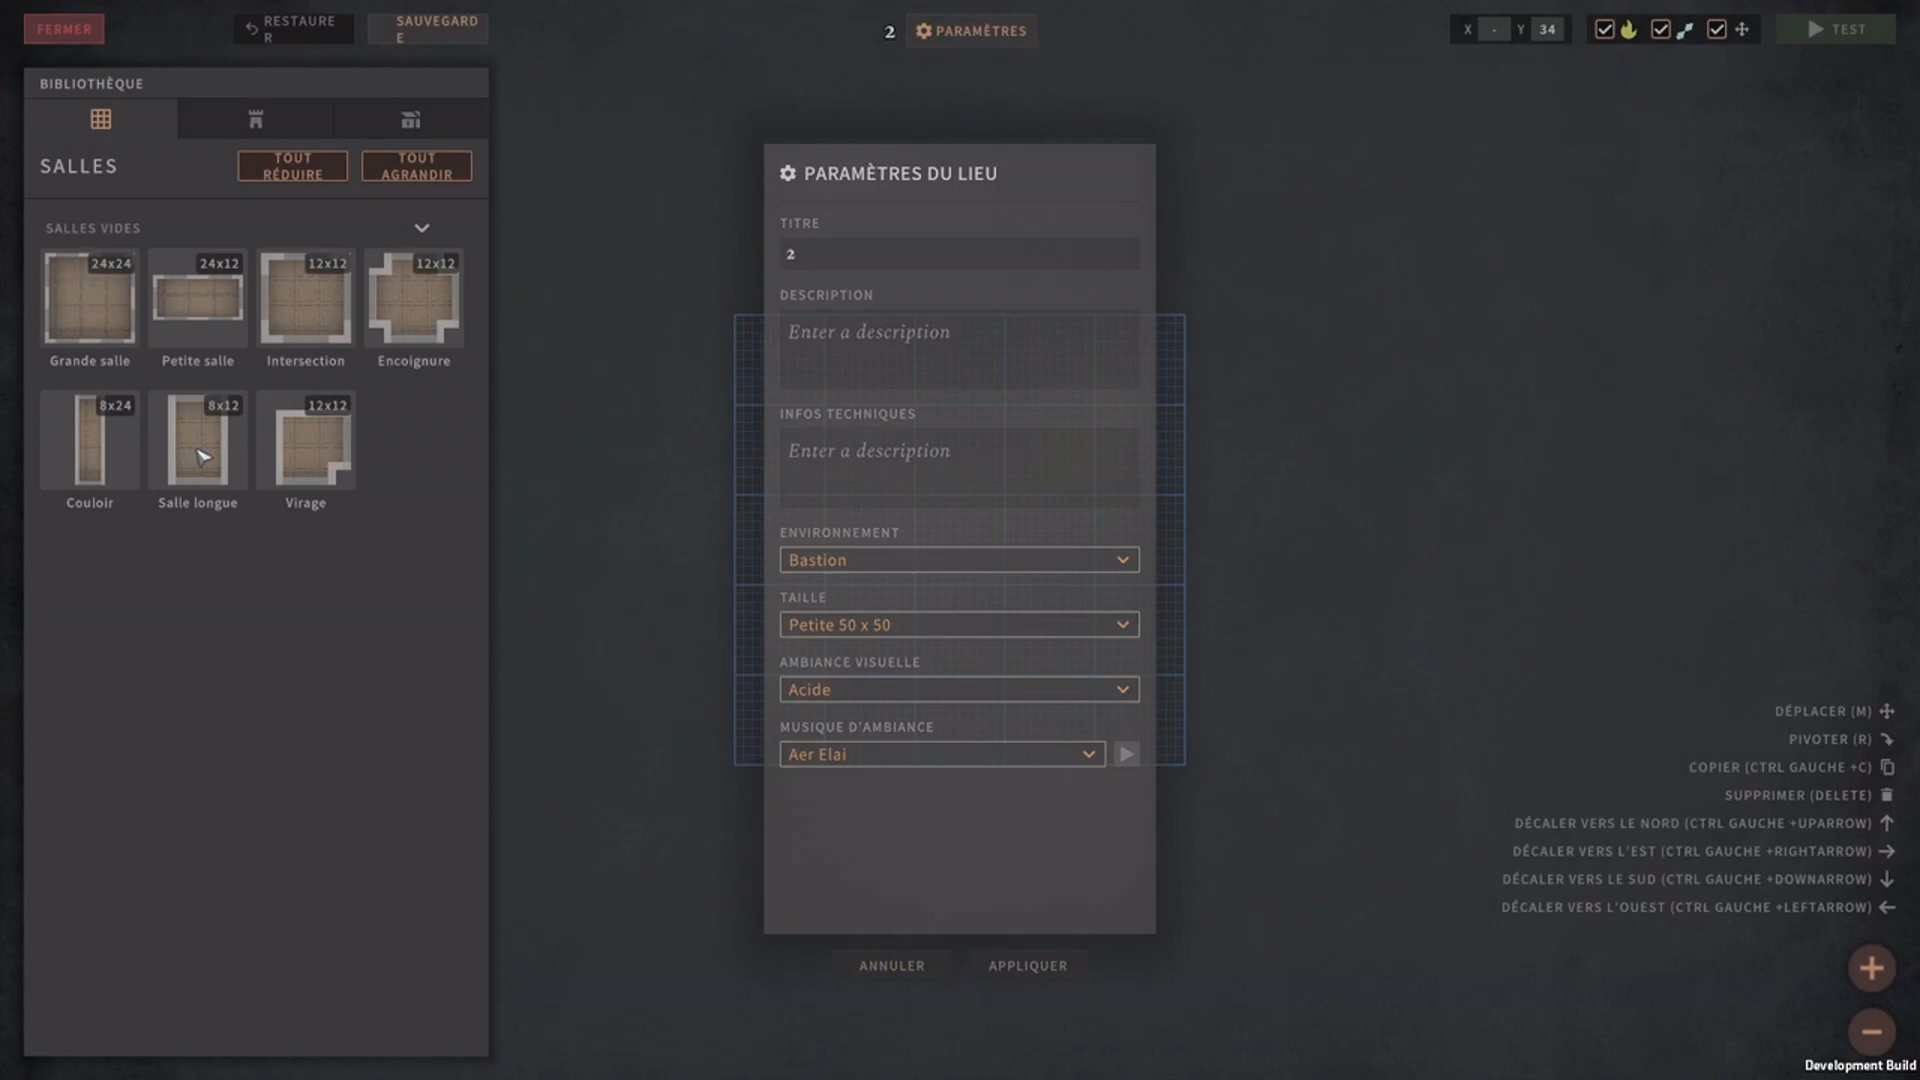 FERMER
RESTAURE
R
SAUVEGARD
E
2
PARAMÈTRES
X - Y 34
TEST
BIBLIOTHÈQUE
SALLES
TOUT
RÉDUIRE
TOUT
AGRANDIR
SALLES VIDES
24x24
24x12
12x12
12x12
Grande salle
Petite salle
Intersection
Encoignure
8x24
8x12
12x12
Couloir
Salle longue
Virage
PARAMÈTRES DU LIEU
TITRE
2
DESCRIPTION
Enter a description
INFOS TECHNIQUES
Enter a description
ENVIRONNEMENT
Bastion
TAILLE
Petite 50 x 50
AMBIANCE VISUELLE
Acide
MUSIQUE D'AMBIANCE
Aer Elai
ANNULER
APPLIQUER
DÉPLACER (M)
PIVOTER (R)
COPIER (CTRL GAUCHE +C)
SUPPRIMER (DELETE)
DÉCALER VERS LE NORD (CTRL GAUCHE +UPARROW)
DÉCALER VERS L'EST (CTRL GAUCHE +RIGHTARROW)
DÉCALER VERS LE SUD (CTRL GAUCHE +DOWNARROW)
DÉCALER VERS L'OUEST (CTRL GAUCHE +LEFTARROW)
Development Build